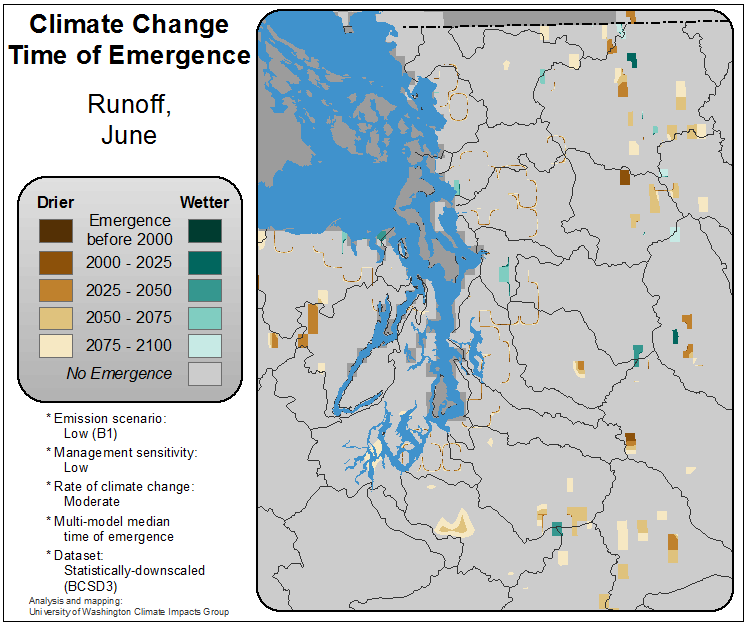 Climate Change
Time of Emergence
Runoff,
June
Drier Wetter
Emergence
before 2000
2000 - 2025
2025 - 2050
2050 - 2075
2075 - 2100
No Emergence
* Emission scenario:
Low (B1)
* Management sensitivity:
Low
* Rate of climate change:
Moderate
* Multi-model median
time of emergence
* Dataset:
Statistically-downscaled
(BCSD3)
Analysis and mapping:
University of Washington Climate Impacts Group